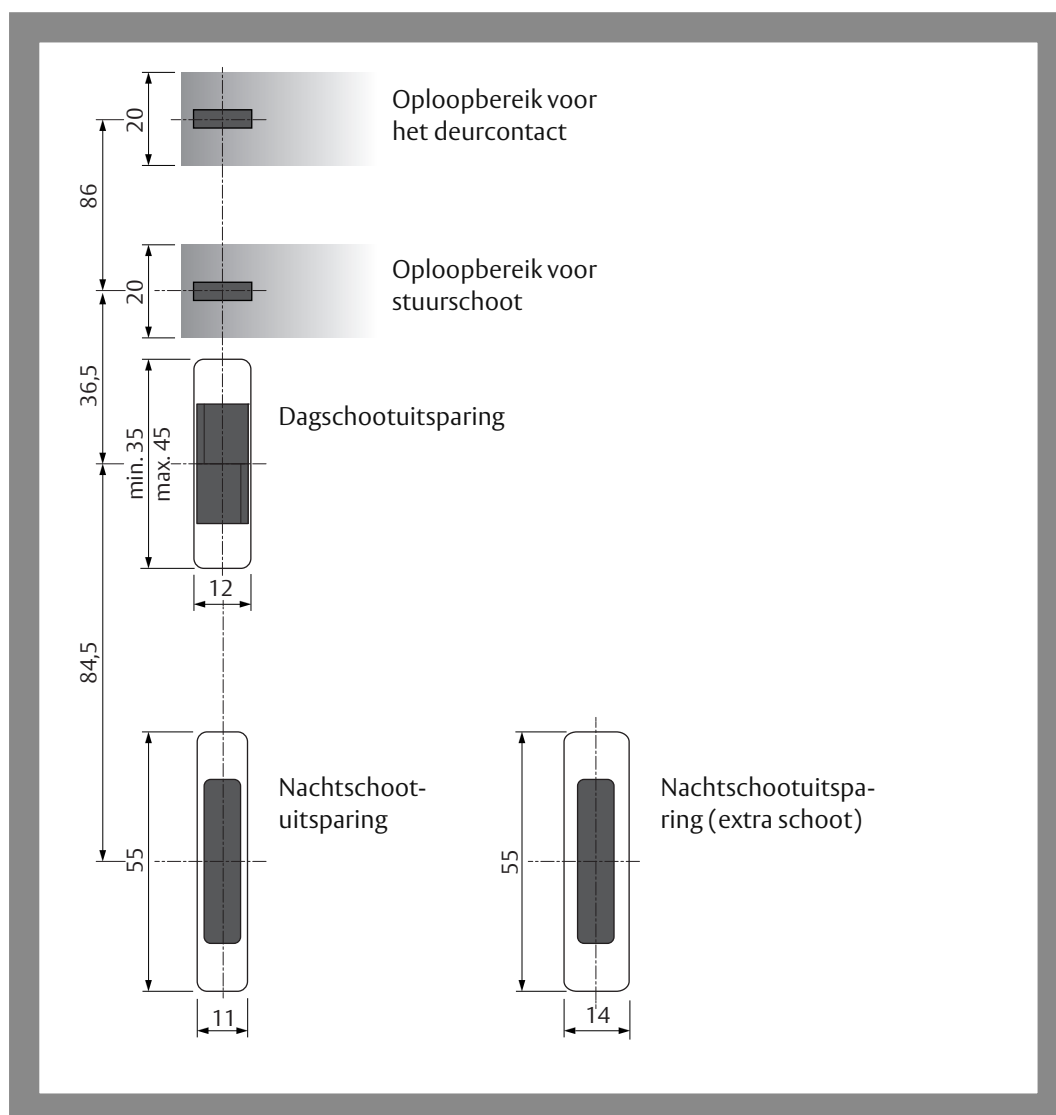 20
Oploopbereik voor
het deurcontact
86
20
Oploopbereik voor
stuurschoot
36,5
min. 35
max. 45
Dagschootuitsparing
12
84,5
55
Nachtschoot-
uitsparing
11
55
Nachtschootuitspa-
ring (extra schoot)
14